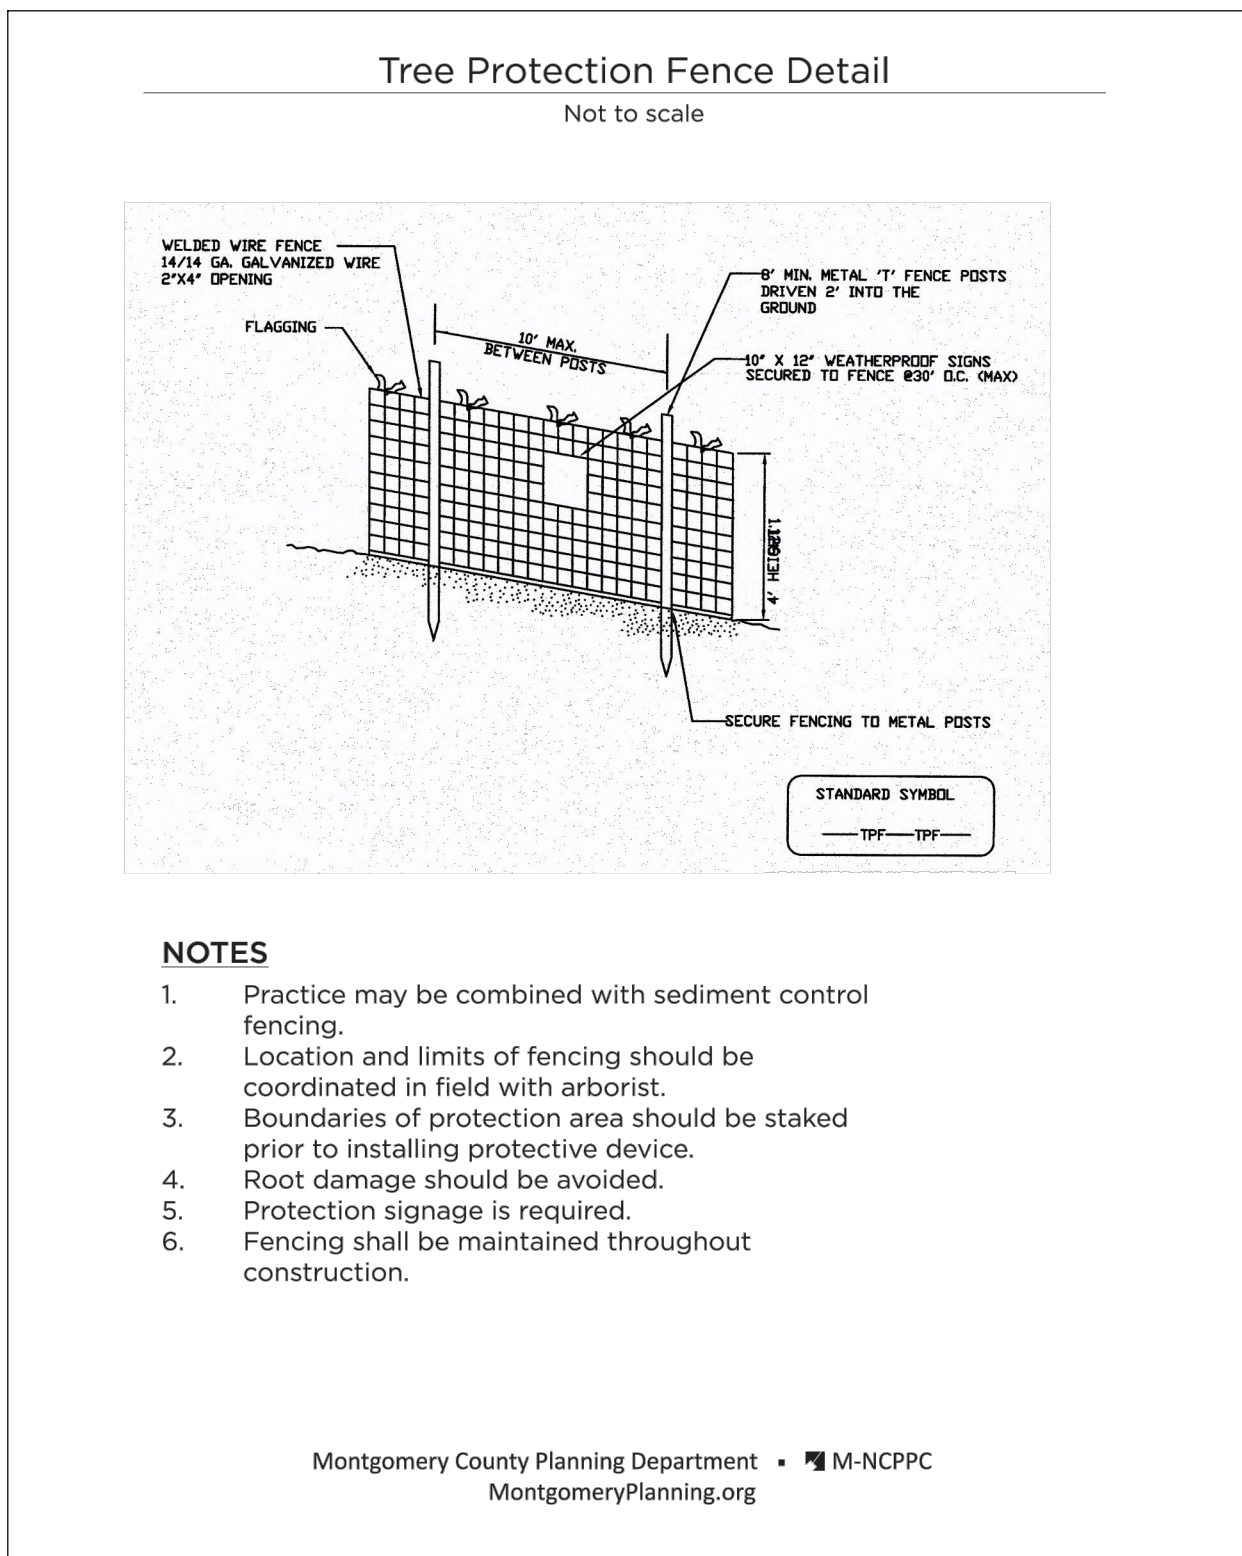 Tree Protection Fence Detail
Not to scale
WELDED WIRE FENCE
14/14 GA. GALVANIZED WIRE
2"X4" OPENING
FLAGGING
10' MAX.
BETWEEN POSTS
8' MIN. METAL 'T' FENCE POSTS
DRIVEN 2' INTO THE
GROUND
10" X 12" WEATHERPROOF SIGNS
SECURED TO FENCE @30' O.C. (MAX)
4'
SECURE FENCING TO METAL POSTS
STANDARD SYMBOL
TPF TPF
NOTES
1. Practice may be combined with sediment control
fencing.
2. Location and limits of fencing should be
coordinated in field with arborist.
3. Boundaries of protection area should be staked
prior to installing protective device.
4. Root damage should be avoided.
5. Protection signage is required.
6. Fencing shall be maintained throughout
construction.
Montgomery County Planning Department ▪ M-NCPPC
MontgomeryPlanning.org